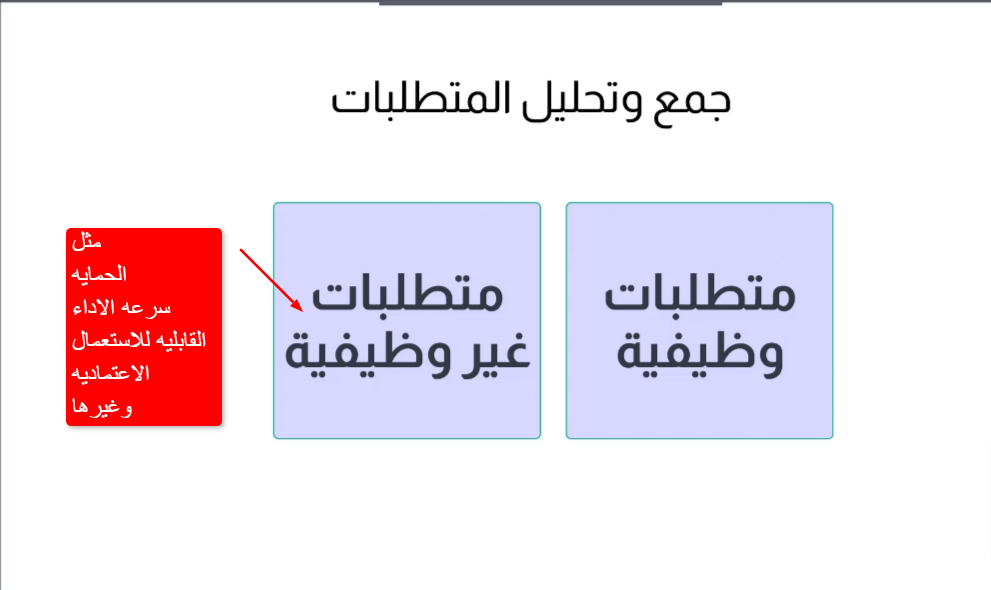 جمع وتحليل المتطلبات
متطلبات
وظيفية
متطلبات
غير وظيفية
مثل
الحمايه
سرعه الاداء
القابليه للاستعمال
الاعتماديه
وغيرها